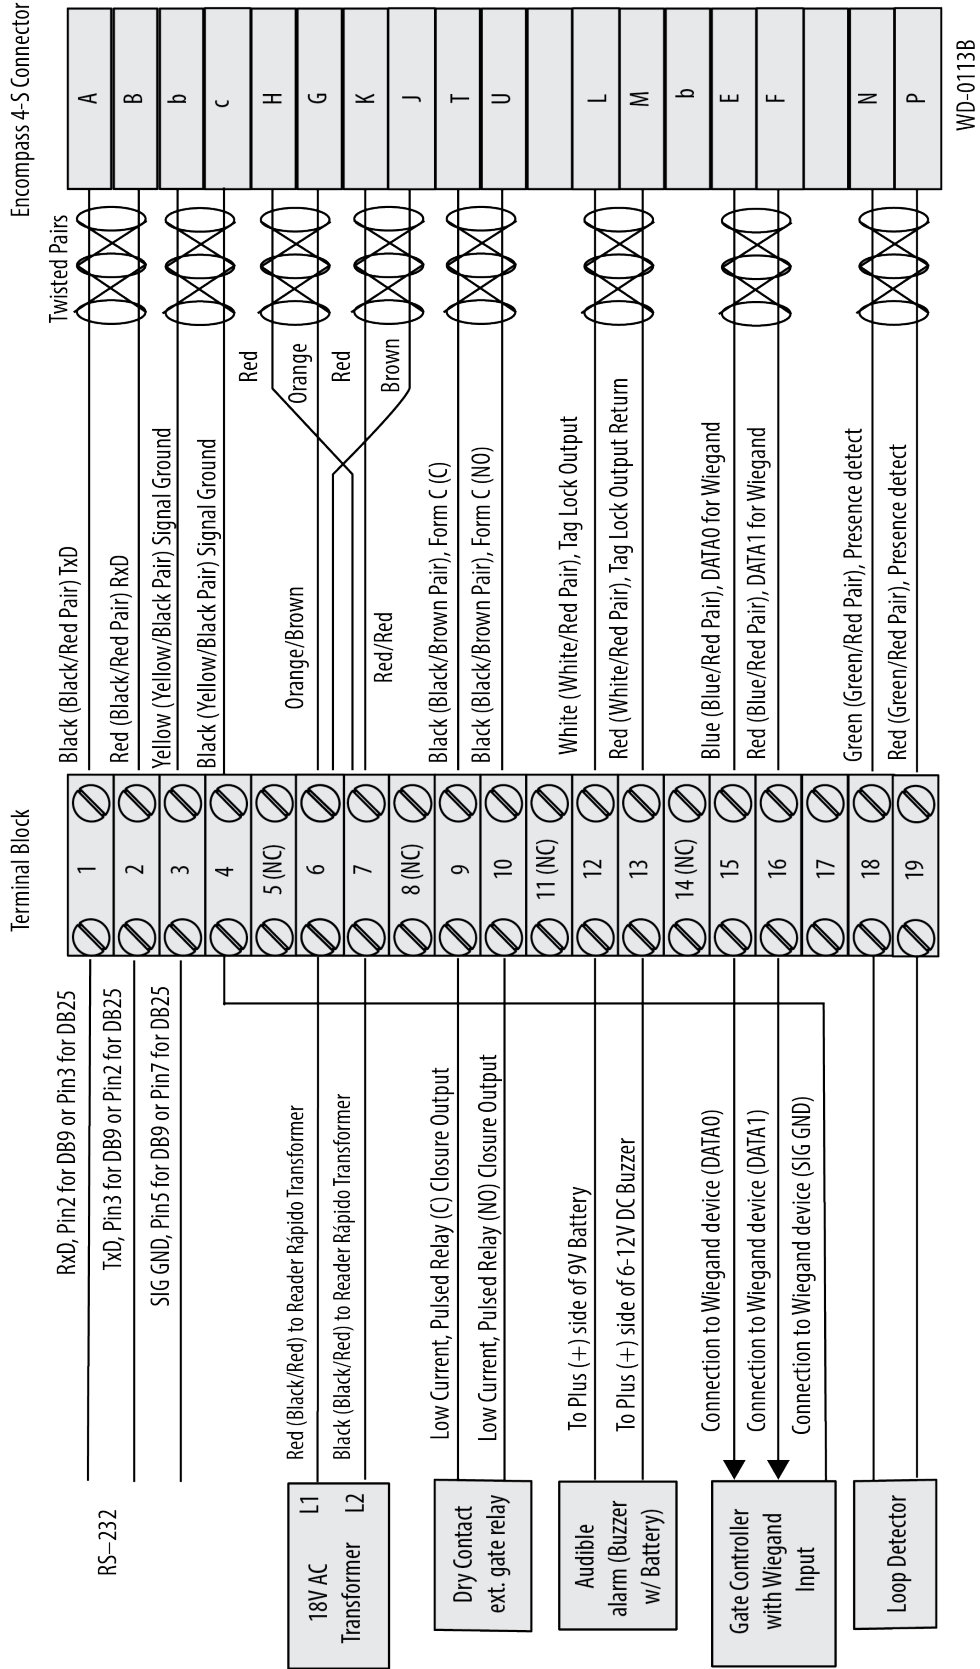 Encompass 4-S Connector
A
B
b
c
H
G
K
J
T
U
L
M
b
E
F
N
P
WD-0113B
Twisted Pairs
Red
Orange
Red
Brown
Black (Black/Red Pair) TxD
Red (Black/Red Pair) RxD
Yellow (Yellow/Black Pair) Signal Ground
Black (Yellow/Black Pair) Signal Ground
Orange/Brown
Red/Red
Black (Black/Brown Pair), Form C (C)
Black (Black/Brown Pair), Form C (NO)
White (White/Red Pair), Tag Lock Output
Red (White/Red Pair), Tag Lock Output Return
Blue (Blue/Red Pair), DATA0 for Wiegand
Red (Blue/Red Pair), DATA1 for Wiegand
Green (Green/Red Pair), Presence detect
Red (Green/Red Pair), Presence detect
Terminal Block
1
2
3
4
5 (NC)
6
7
8 (NC)
9
10
11 (NC)
12
13
14 (NC)
15
16
17
18
19
RxD, Pin2 for DB9 or Pin3 for DB25
TxD, Pin3 for DB9 or Pin2 for DB25
SIG GND, Pin5 for DB9 or Pin7 for DB25
Red (Black/Red) to Reader Rápido Transformer
Black (Black/Red) to Reader Rápido Transformer
Low Current, Pulsed Relay (C) Closure Output
Low Current, Pulsed Relay (NO) Closure Output
To Plus (+) side of 9V Battery
To Plus (+) side of 6-12V DC Buzzer
Connection to Wiegand device (DATA0)
Connection to Wiegand device (DATA1)
Connection to Wiegand device (SIG GND)
RS–232
18V AC
Transformer
L1
L2
Dry Contact
ext. gate relay
Audible
alarm (Buzzer
w/ Battery)
Gate Controller
with Wiegand
Input
Loop Detector